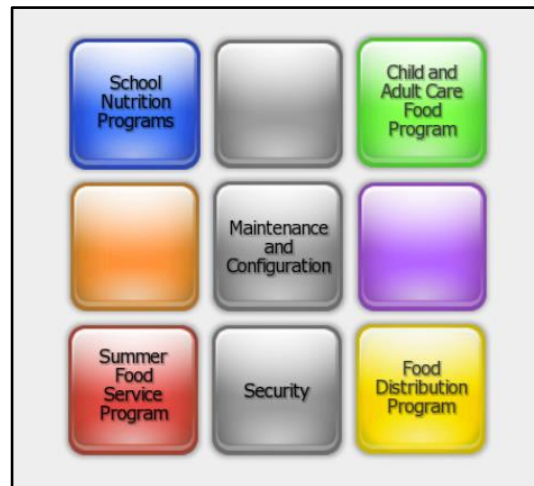 School
Nutrition
Programs
Child and
Adult Care
Food
Program
Maintenance
and
Configuration
Summer
Food
Service
Program
Security
Food
Distribution
Program